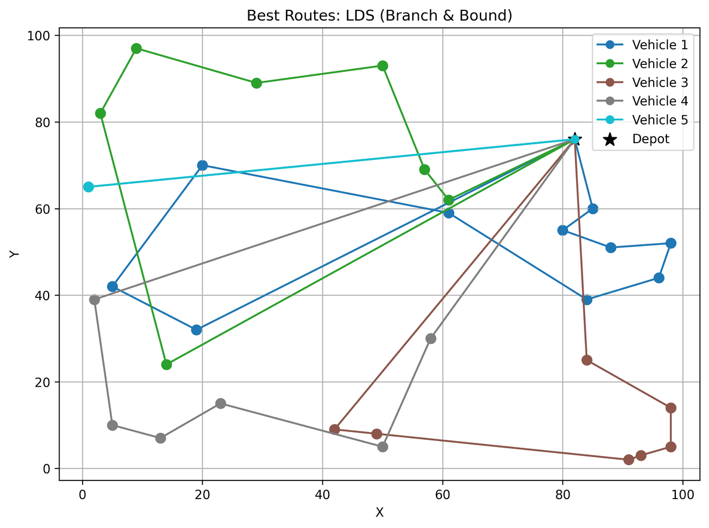 Best Routes: LDS (Branch & Bound)
100
80
60
40
20
0
Y
0 20 40 60 80 100
X
Vehicle 1
Vehicle 2
Vehicle 3
Vehicle 4
Vehicle 5
Depot